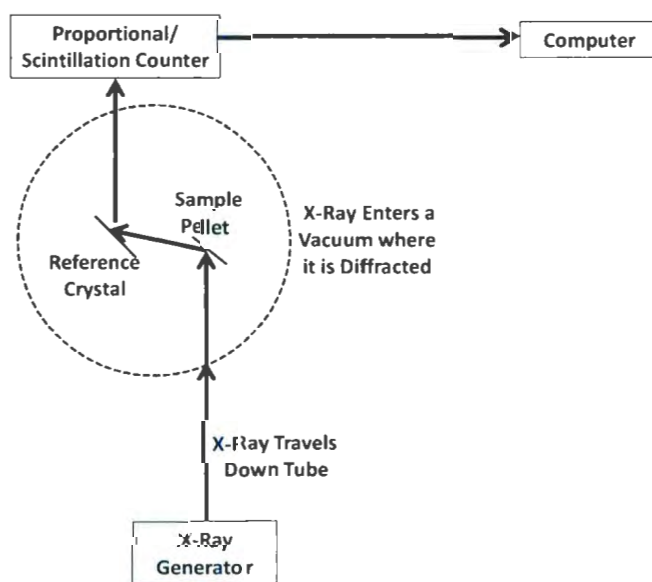 Proportional/
Scintillation Counter
Computer
Sample
Pellet
X-Ray Enters a
Vacuum where
it is Diffracted
Reference
Crystal
X-Ray Travels
Down Tube
X-Ray
Generator